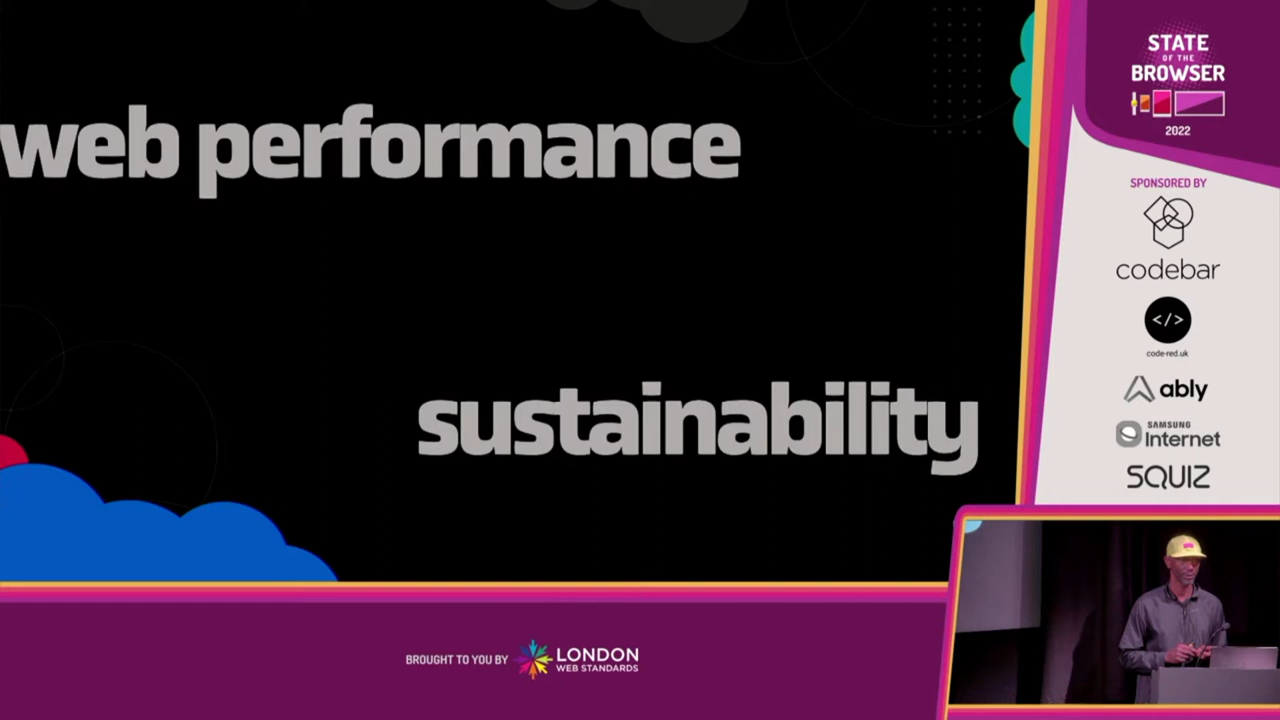 web performance
sustainability
STATE
OF THE
BROWSER
2022
SPONSORED BY
codebar
</>
code-red.uk
ably
SAMSUNG
Internet
SQUIZ
BROUGHT TO YOU BY
LONDON
WEB STANDARDS